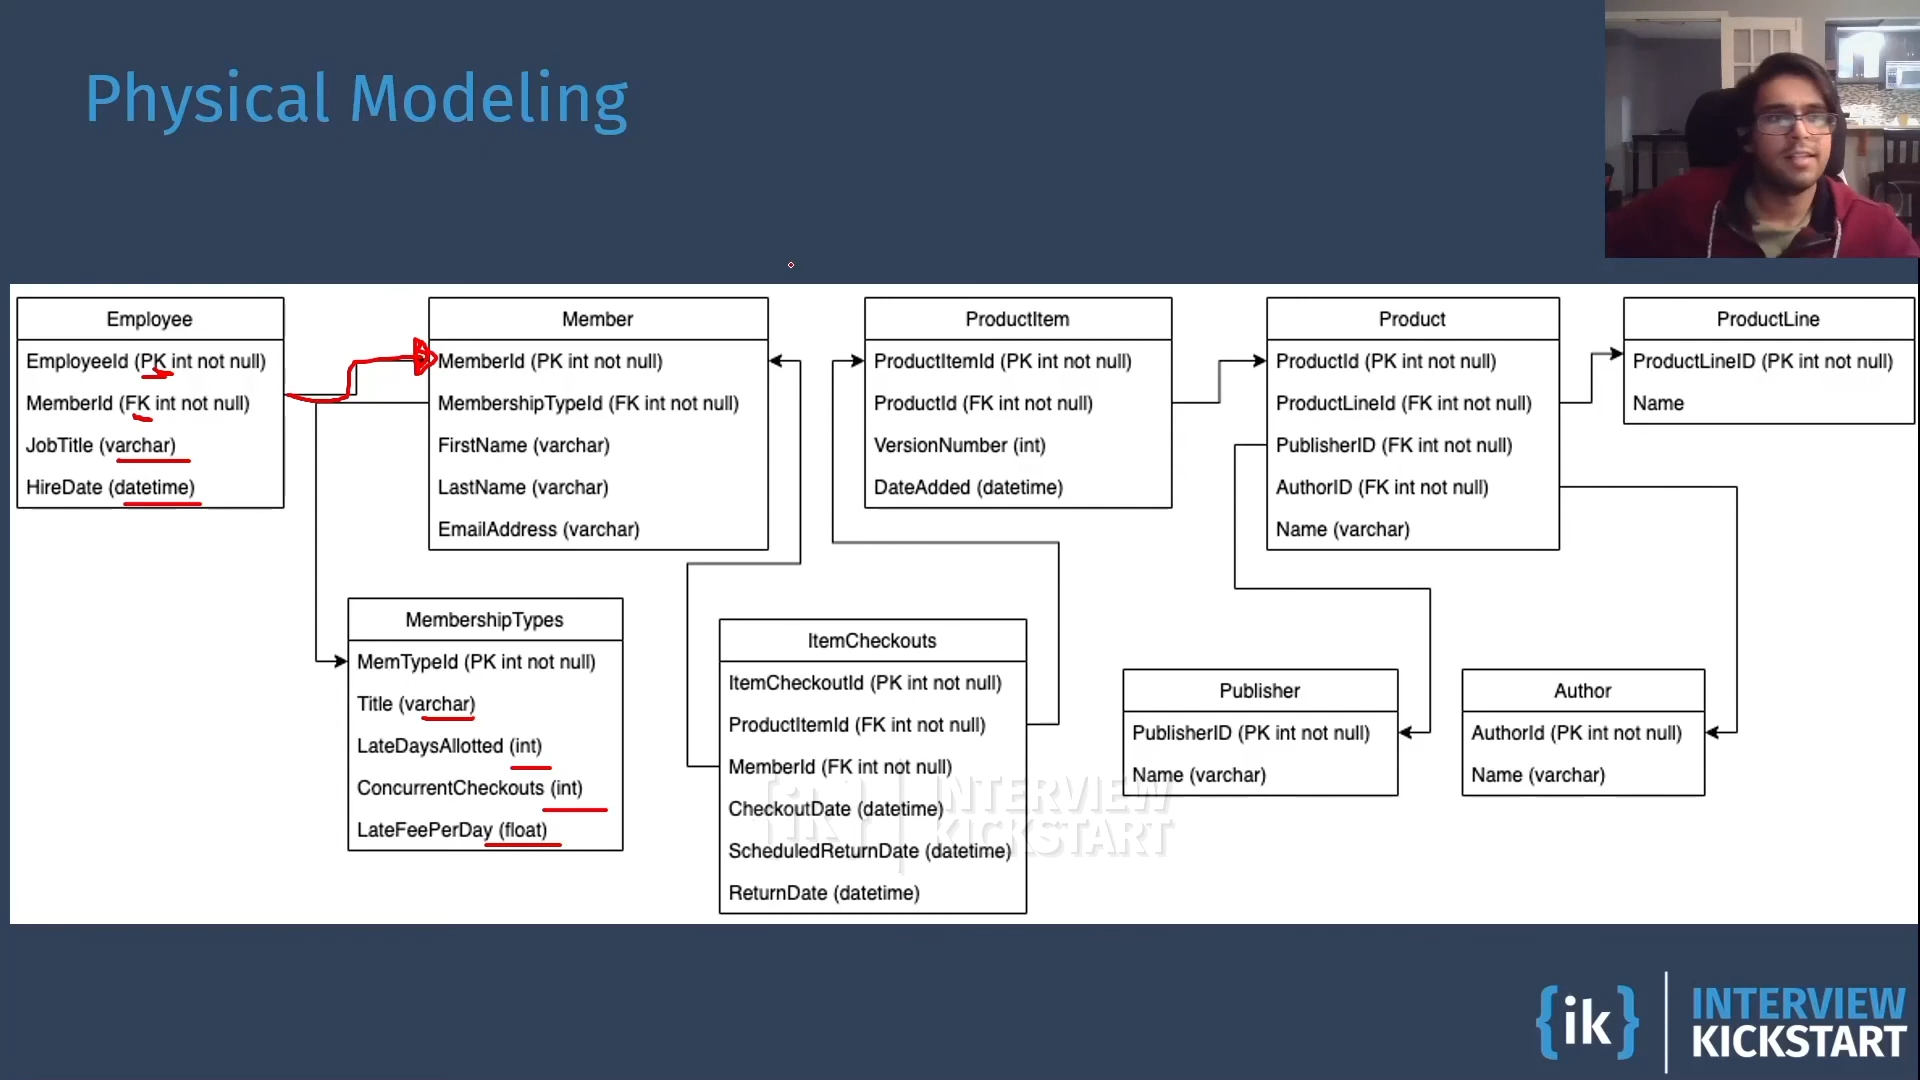 Physical Modeling
Employee
EmployeeId (PK int not null)
MemberId (FK int not null)
JobTitle (varchar)
HireDate (datetime)
Member
MemberId (PK int not null)
MembershipTypeId (FK int not null)
FirstName (varchar)
LastName (varchar)
EmailAddress (varchar)
ProductItem
ProductItemId (PK int not null)
ProductId (FK int not null)
VersionNumber (int)
DateAdded (datetime)
Product
ProductId (PK int not null)
ProductLineId (FK int not null)
PublisherID (FK int not null)
AuthorID (FK int not null)
Name (varchar)
ProductLine
ProductLineID (PK int not null)
Name
MembershipTypes
MemTypeId (PK int not null)
Title (varchar)
LateDaysAllotted (int)
ConcurrentCheckouts (int)
LateFeePerDay (float)
ItemCheckouts
ItemCheckoutId (PK int not null)
ProductItemId (FK int not null)
MemberId (FK int not null)
CheckoutDate (datetime)
ScheduledReturnDate (datetime)
ReturnDate (datetime)
Publisher
PublisherID (PK int not null)
Name (varchar)
Author
AuthorId (PK int not null)
Name (varchar)
{ik} INTERVIEW
KICKSTART
{ik} INTERVIEW
KICKSTART